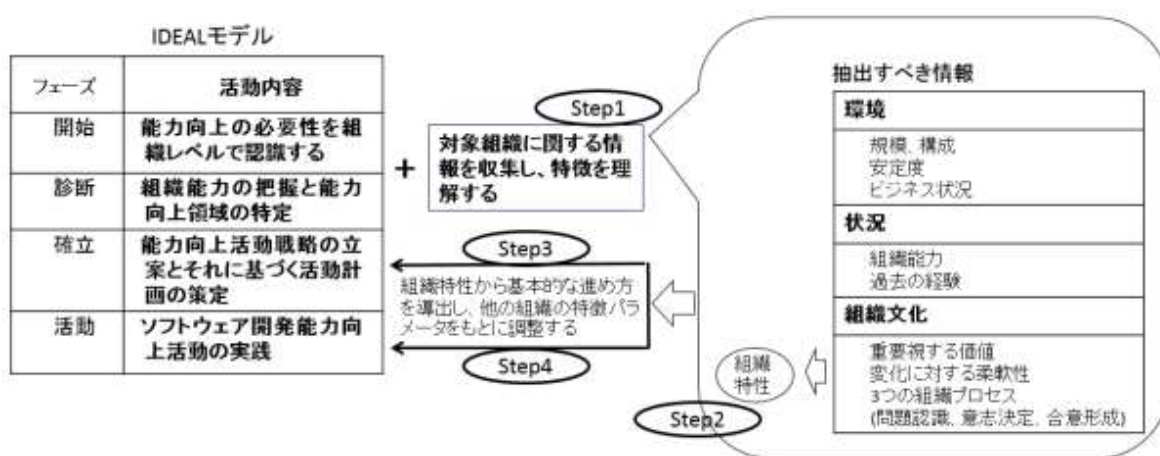 IDEALモデル
フェーズ
活動内容
開始
能力向上の必要性を組
織レベルで認識する
診断
組織能力の把握と能力
向上領域の特定
確立
能力向上活動戦略の立
案とそれに基づく活動計
画の策定
活動
ソフトウェア開発能力向
上活動の実践
+
Step1
対象組織に関する情
報を収集し、特徴を理
解する
Step3
組織特性から基本的な進め方
を導出し、他の組織の特徴パラ
メータをもとに調整する
Step4
組織
特性
Step2
抽出すべき情報
環境
規模、構成
安定度
ビジネス状況
状況
組織能力
過去の経験
組織文化
重要視する価値
変化に対する柔軟性
3つの組織プロセス
(問題認識、意志決定、合意形成)